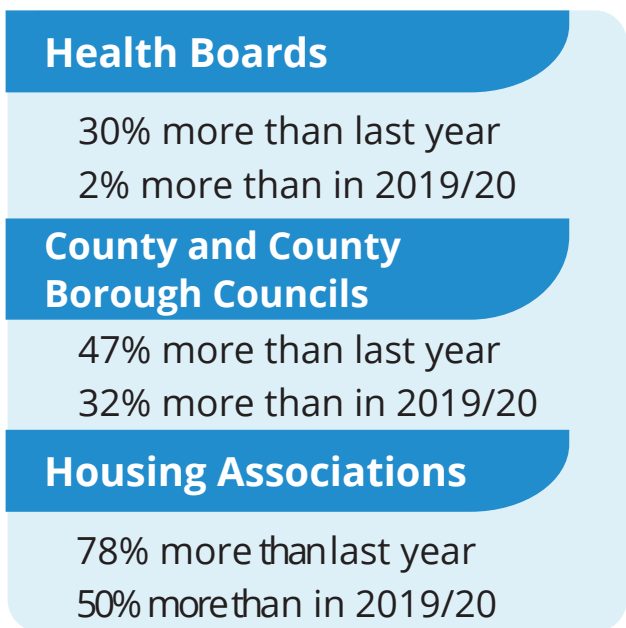 Health Boards
30% more than last year
2% more than in 2019/20
County and County
Borough Councils
47% more than last year
32% more than in 2019/20
Housing Associations
78% more than last year
50% more than in 2019/20